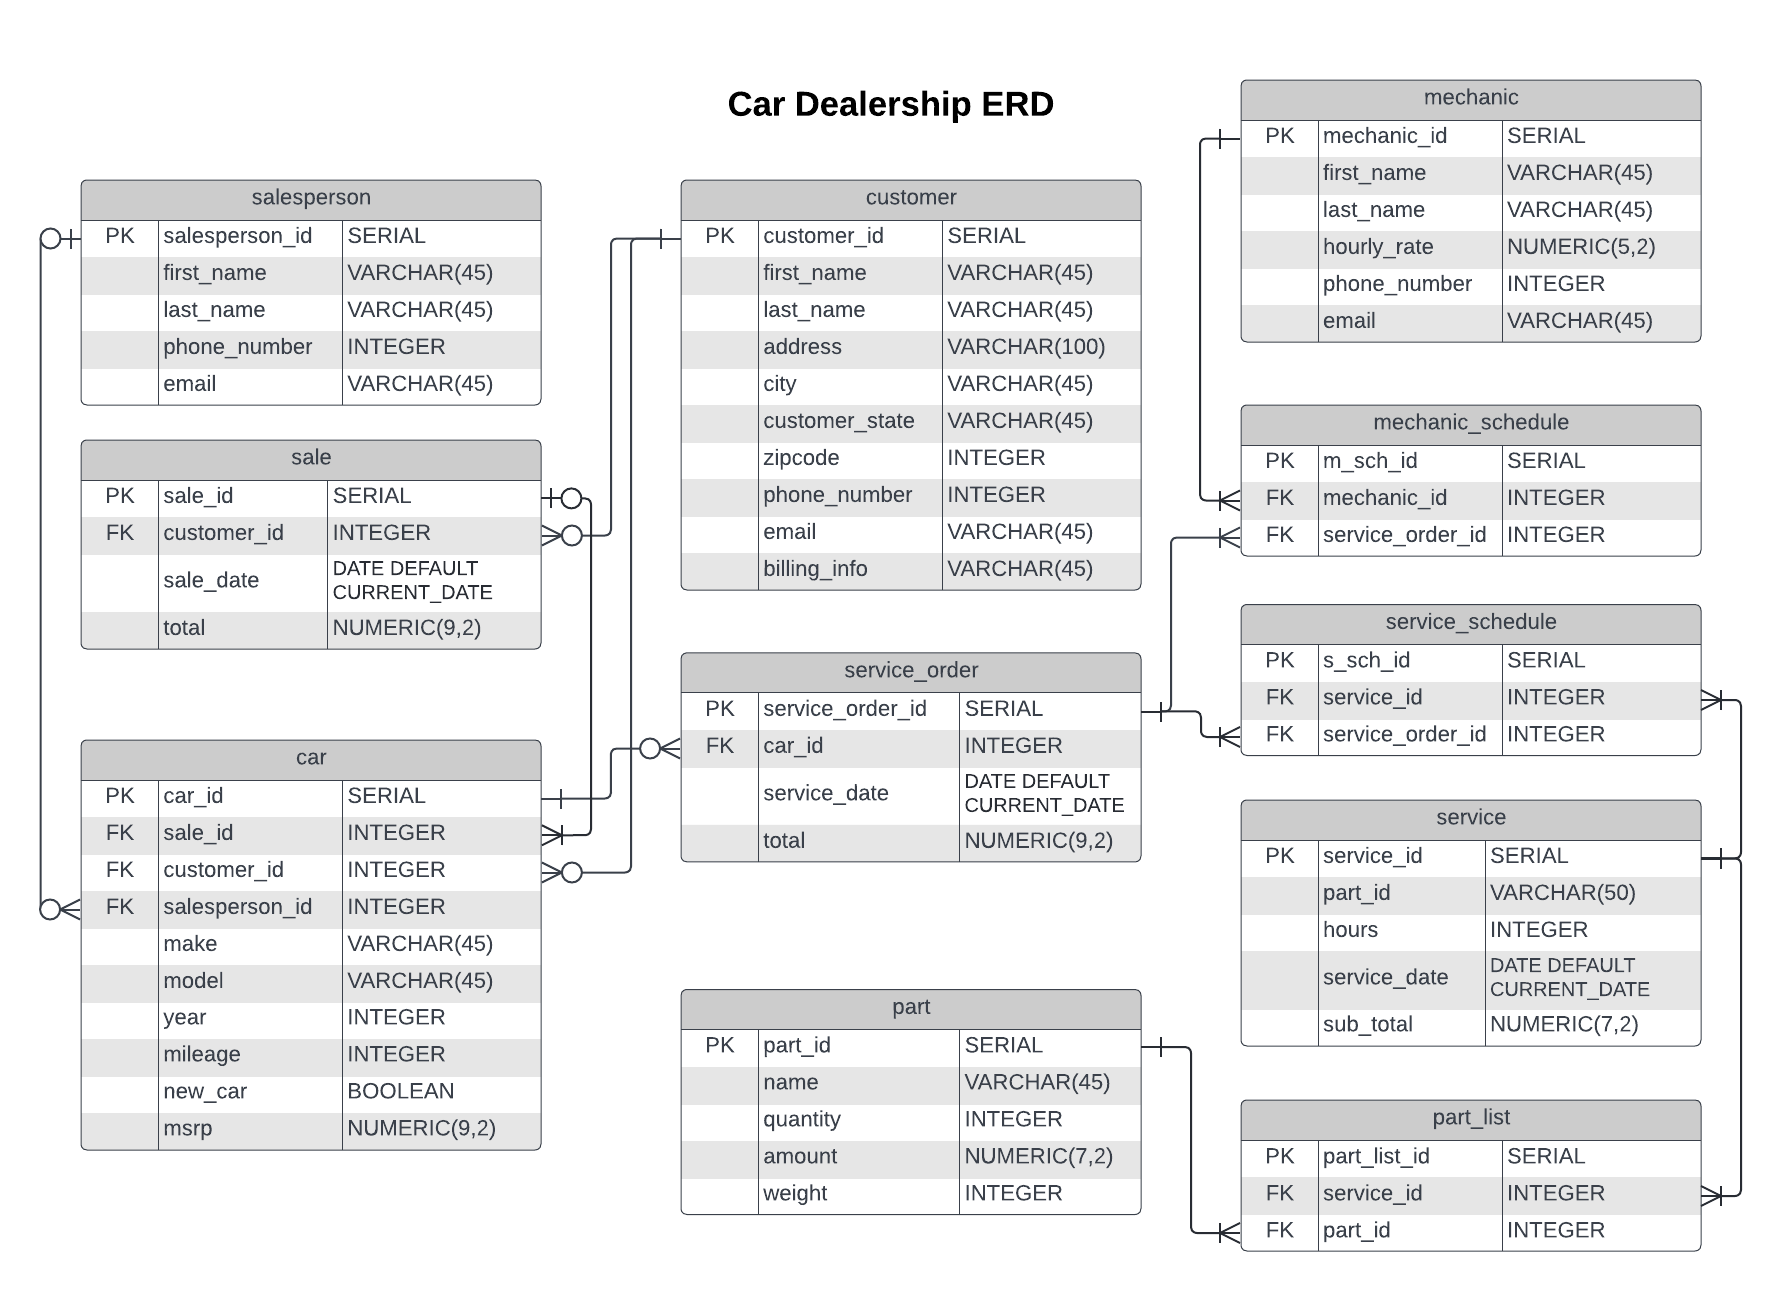 Car Dealership ERD
salesperson
PK salesperson_id SERIAL
first_name VARCHAR(45)
last_name VARCHAR(45)
phone_number INTEGER
email VARCHAR(45)
sale
PK sale_id SERIAL
FK customer_id INTEGER
sale_date DATE DEFAULT
CURRENT_DATE
total NUMERIC(9,2)
car
PK car_id SERIAL
FK sale_id INTEGER
FK customer_id INTEGER
FK salesperson_id INTEGER
make VARCHAR(45)
model VARCHAR(45)
year INTEGER
mileage INTEGER
new_car BOOLEAN
msrp NUMERIC(9,2)
customer
PK customer_id SERIAL
first_name VARCHAR(45)
last_name VARCHAR(45)
address VARCHAR(100)
city VARCHAR(45)
customer_state VARCHAR(45)
zipcode INTEGER
phone_number INTEGER
email VARCHAR(45)
billing_info VARCHAR(45)
service_order
PK service_order_id SERIAL
FK car_id INTEGER
service_date DATE DEFAULT
CURRENT_DATE
total NUMERIC(9,2)
part
PK part_id SERIAL
name VARCHAR(45)
quantity INTEGER
amount NUMERIC(7,2)
weight INTEGER
mechanic
PK mechanic_id SERIAL
first_name VARCHAR(45)
last_name VARCHAR(45)
hourly_rate NUMERIC(5,2)
phone_number INTEGER
email VARCHAR(45)
mechanic_schedule
PK m_sch_id SERIAL
FK mechanic_id INTEGER
FK service_order_id INTEGER
service_schedule
PK s_sch_id SERIAL
FK service_id INTEGER
FK service_order_id INTEGER
service
PK service_id SERIAL
part_id VARCHAR(50)
hours INTEGER
service_date DATE DEFAULT
CURRENT_DATE
sub_total NUMERIC(7,2)
part_list
PK part_list_id SERIAL
FK service_id INTEGER
FK part_id INTEGER